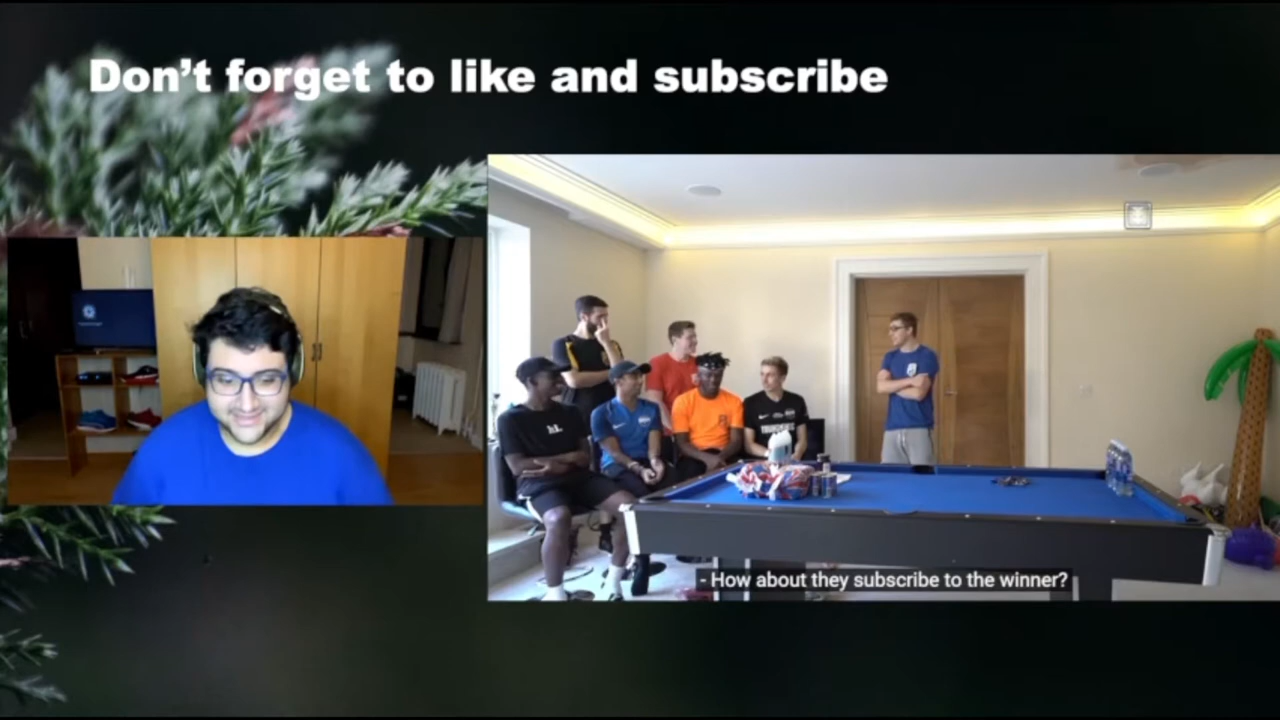 Don't forget to like and subscribe
- How about they subscribe to the winner?